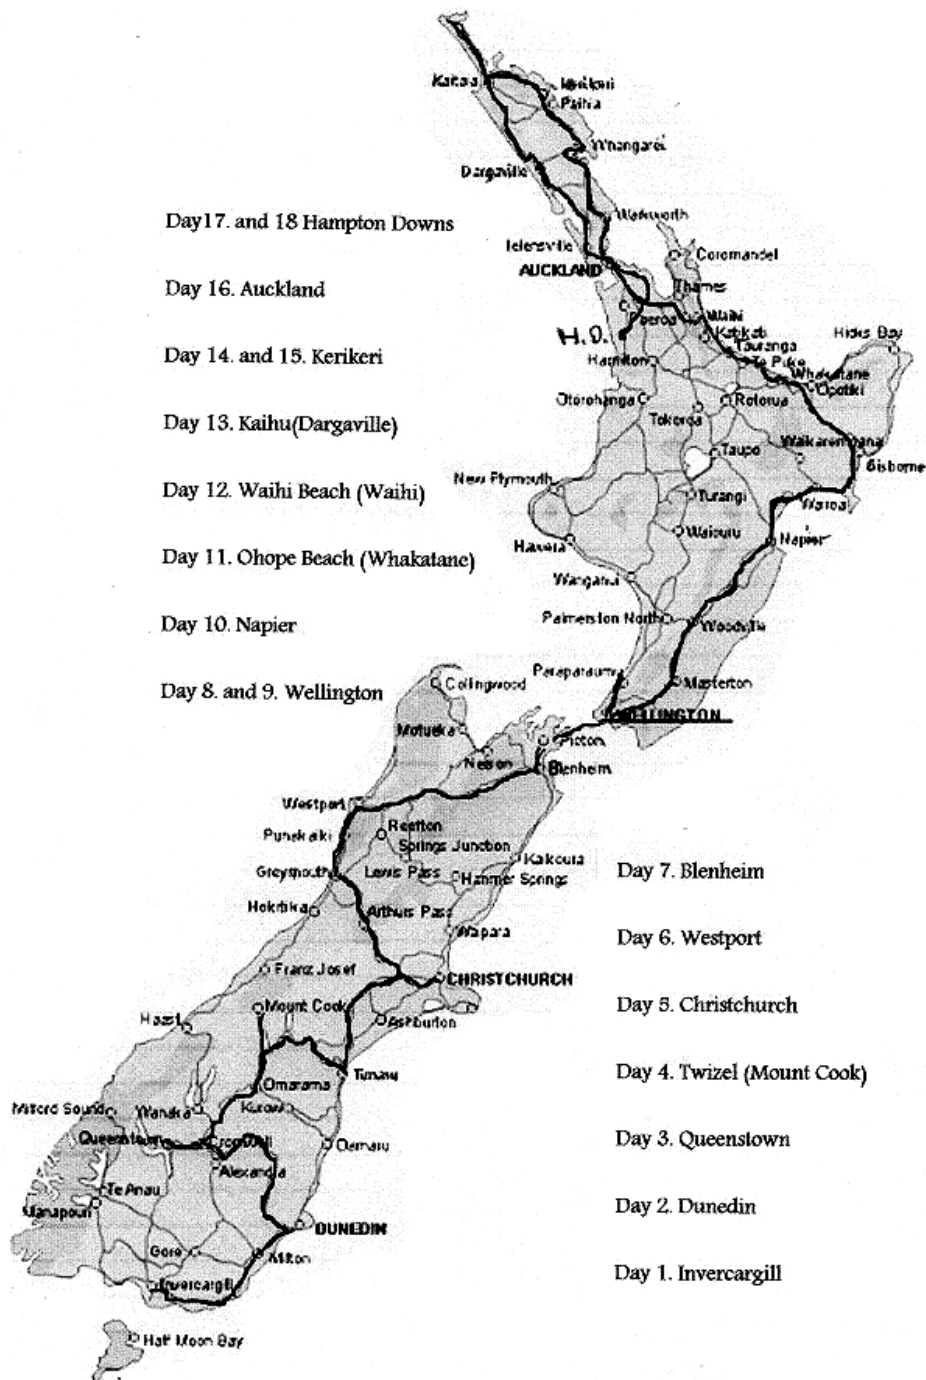 Kaitaia
Kerikeri
Paihia
Whangarei
Dargaville
Warkworth
Day17. and 18 Hampton Downs
Helensville
Coromandel
AUCKLAND
Thames
Day 16. Auckland
Paeroa
Waihi
H.D.
Katikati
Hicks Bay
Day 14. and 15. Kerikeri
Tauranga
Hamilton
Te Puke
Whakatane
Opotiki
Otorohanga
Rotorua
Tokoroa
Day 13. Kaihu(Dargaville)
Waikaremoana
Taupo
Gisborne
New Plymouth
Day 12. Waihi Beach (Waihi)
Turangi
Wairoa
Waiouru
Napier
Hawera
Day 11. Ohope Beach (Whakatane)
Wanganui
Palmerston North
Day 10. Napier
Woodville
Paraparaumu
Day 8. and 9. Wellington
Collingwood
Masterton
WELLINGTON
Motueka
Picton
Nelson
Blenheim
Westport
Reefton
Punakaiki
Springs Junction
Kaikoura
Greymouth
Lewis Pass
Hanmer Springs
Day 7. Blenheim
Hokitika
Arthurs Pass
Waipara
Day 6. Westport
Franz Josef
CHRISTCHURCH
Mount Cook
Day 5. Christchurch
Haast
Ashburton
Timaru
Day 4. Twizel (Mount Cook)
Omarama
Milford Sound
Wanaka
Kurow
Queenstown
Cromwell
Oamaru
Day 3. Queenstown
Alexandra
Te Anau
Manapouri
Day 2. Dunedin
DUNEDIN
Gore
Milton
Day 1. Invercargill
Invercargill
Half Moon Bay